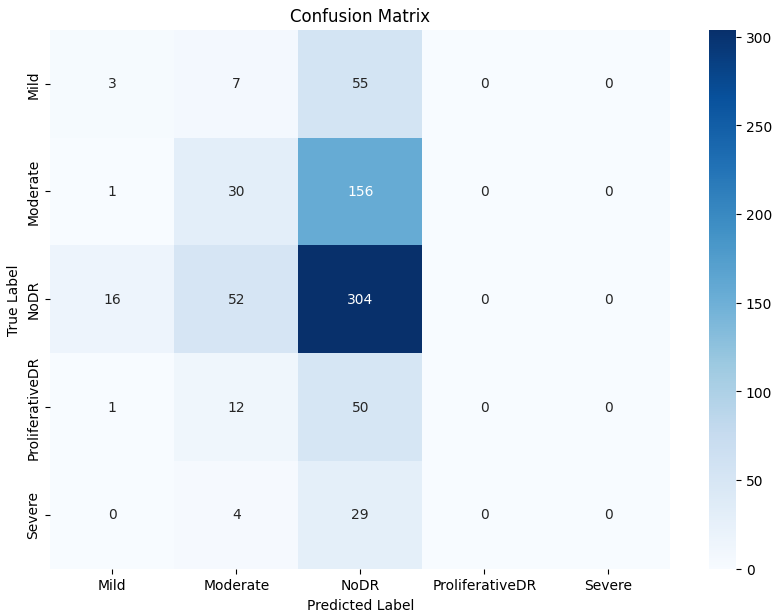 Confusion Matrix
Mild 3 7 55 0 0
Moderate 1 30 156 0 0
NoDR 16 52 304 0 0
ProliferativeDR 1 12 50 0 0
Severe 0 4 29 0 0
True Label
Mild Moderate NoDR ProliferativeDR Severe
Predicted Label
300
250
200
150
100
50
0